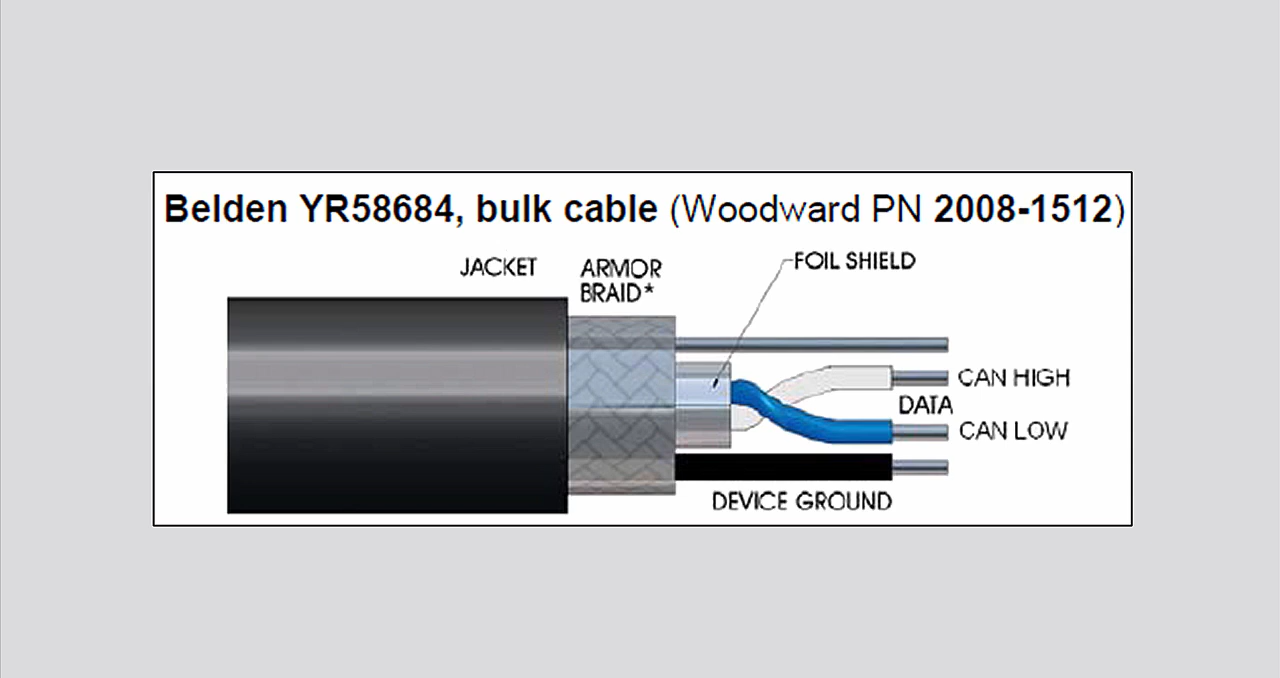 Belden YR58684, bulk cable (Woodward PN 2008-1512)
JACKET
ARMOR
BRAID*
FOIL SHIELD
CAN HIGH
DATA
CAN LOW
DEVICE GROUND